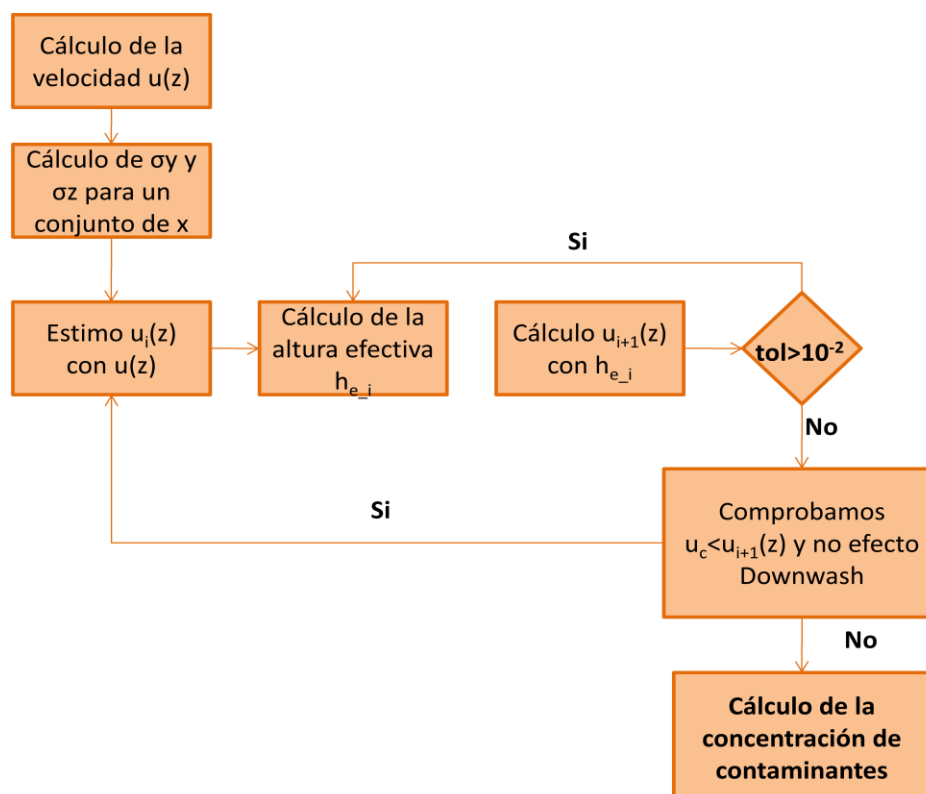 Cálculo de la
velocidad u(z)
Cálculo de σy y
σz para un
conjunto de x
Si
Estimo ui(z)
con u(z)
Cálculo de la
altura efectiva
he_i
Cálculo ui+1(z)
con he_i
tol>10-2
No
Si
Comprobamos
uc<ui+1(z) y no efecto
Downwash
No
Cálculo de la
concentración de
contaminantes